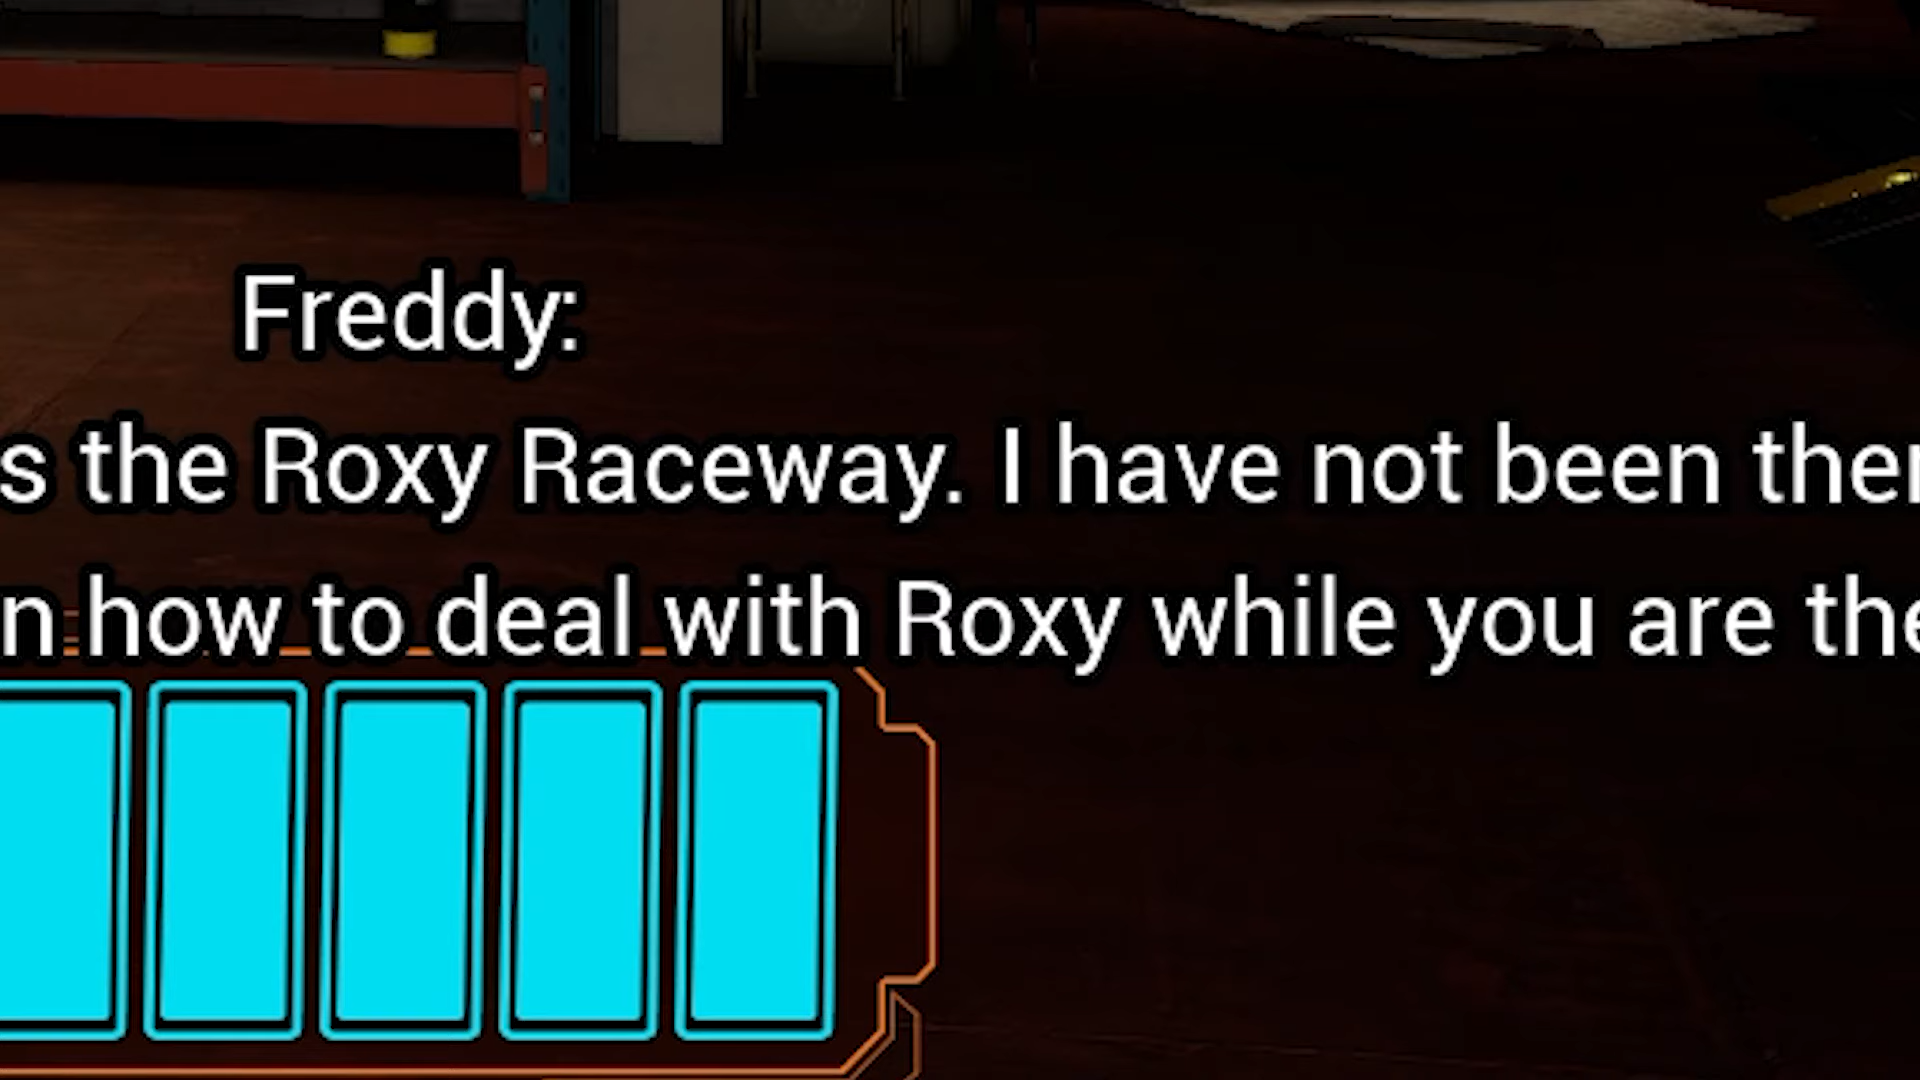 Freddy:
s the Roxy Raceway. I have not been ther
n how to deal with Roxy while you are the